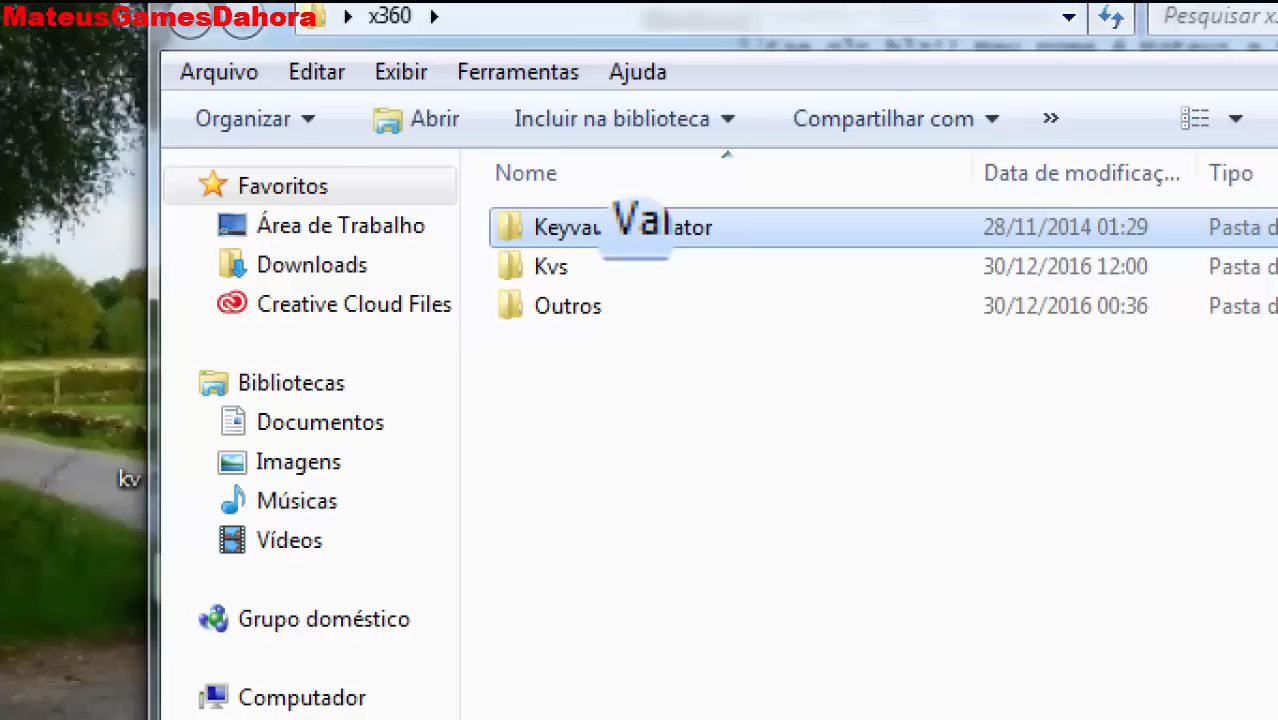 MateusGamesDahora
x360
Pesquisar x3
Arquivo Editar Exibir Ferramentas Ajuda
Organizar Abrir Incluir na biblioteca Compartilhar com »
Nome Data de modificaç... Tipo
Favoritos
Área de Trabalho
Downloads
Creative Cloud Files
Bibliotecas
Documentos
Imagens
Músicas
Vídeos
Grupo doméstico
Computador
Val
28/11/2014 01:29 Pasta d
Kvs 30/12/2016 12:00 Pasta d
Outros 30/12/2016 00:36 Pasta d
kv